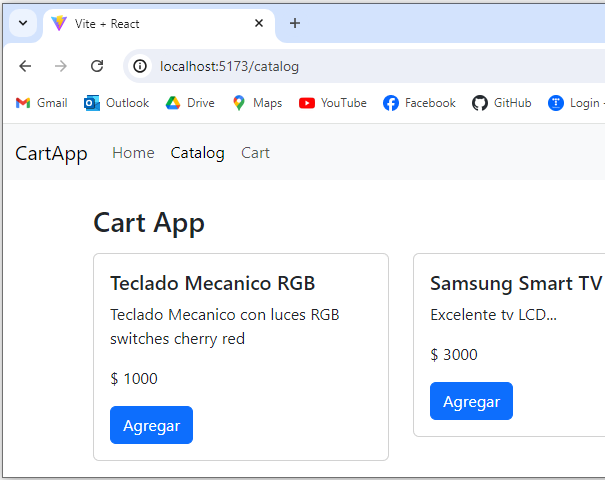 Vite + React
localhost:5173/catalog
Gmail Outlook Drive Maps YouTube Facebook GitHub Login -
CartApp Home Catalog Cart
Cart App
Teclado Mecanico RGB
Teclado Mecanico con luces RGB
switches cherry red
$ 1000
Agregar
Samsung Smart TV
Excelente tv LCD...
$ 3000
Agregar